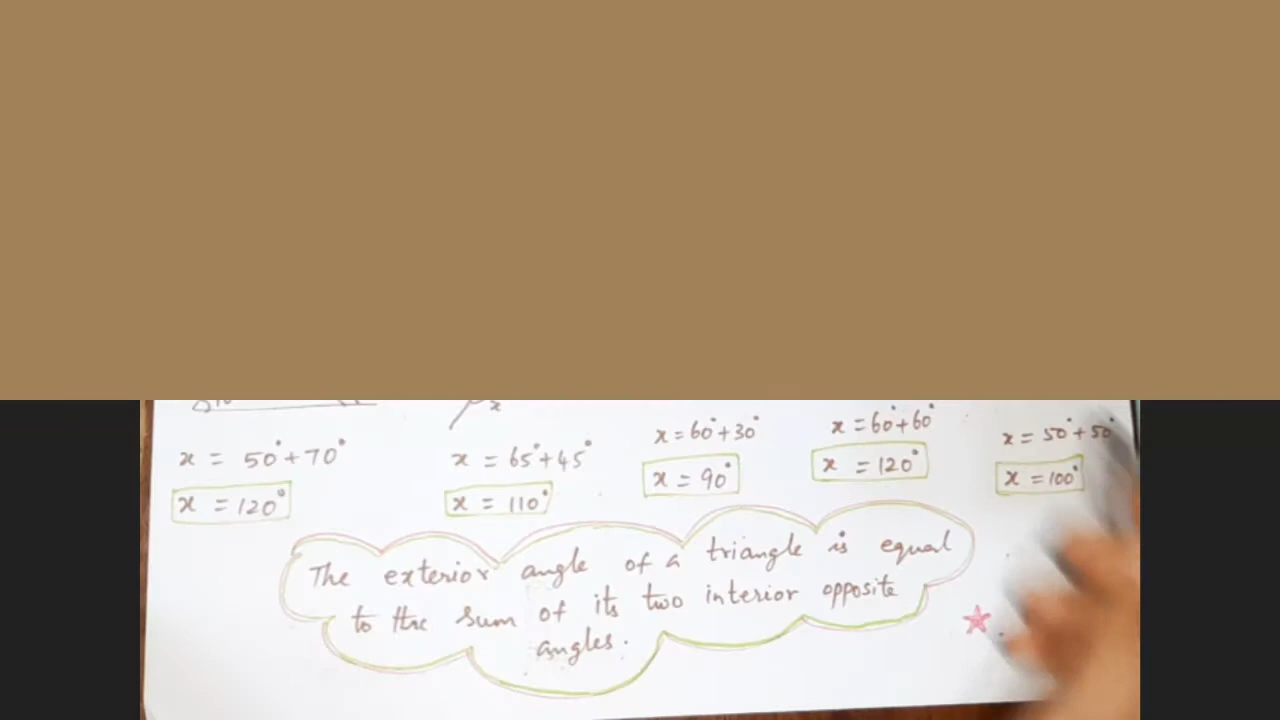 x
x = 50° + 70°
x = 120°
x = 65° + 45°
x = 110°
x = 60° + 30°
x = 90°
x = 60° + 60°
x = 120°
x = 50° + 50°
x = 100°
The exterior angle of a triangle is equal
to the sum of its two interior opposite
angles.